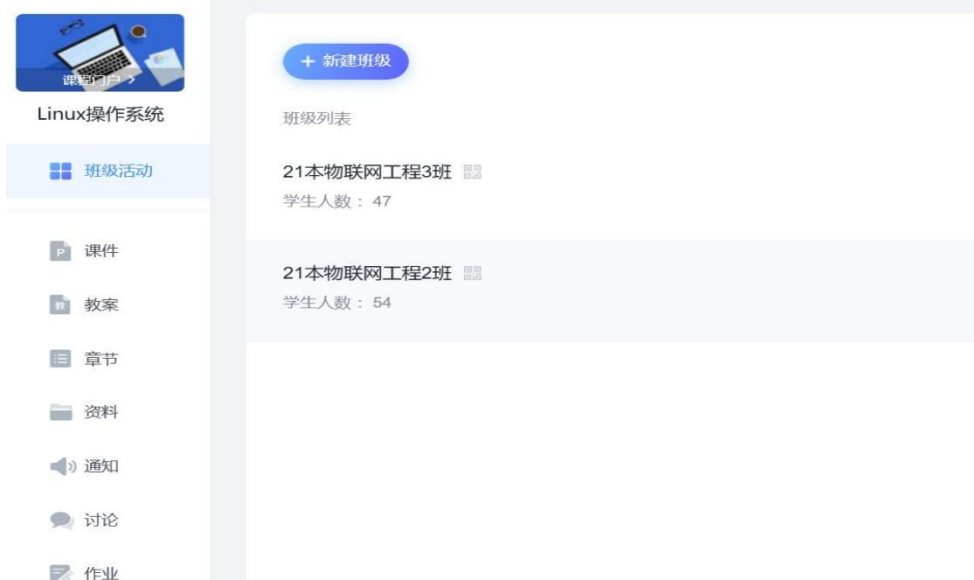 课程门户 >
Linux操作系统
班级活动
课件
教案
章节
资料
通知
讨论
作业
+ 新建班级
班级列表
21本物联网工程3班
学生人数： 47
21本物联网工程2班
学生人数： 54